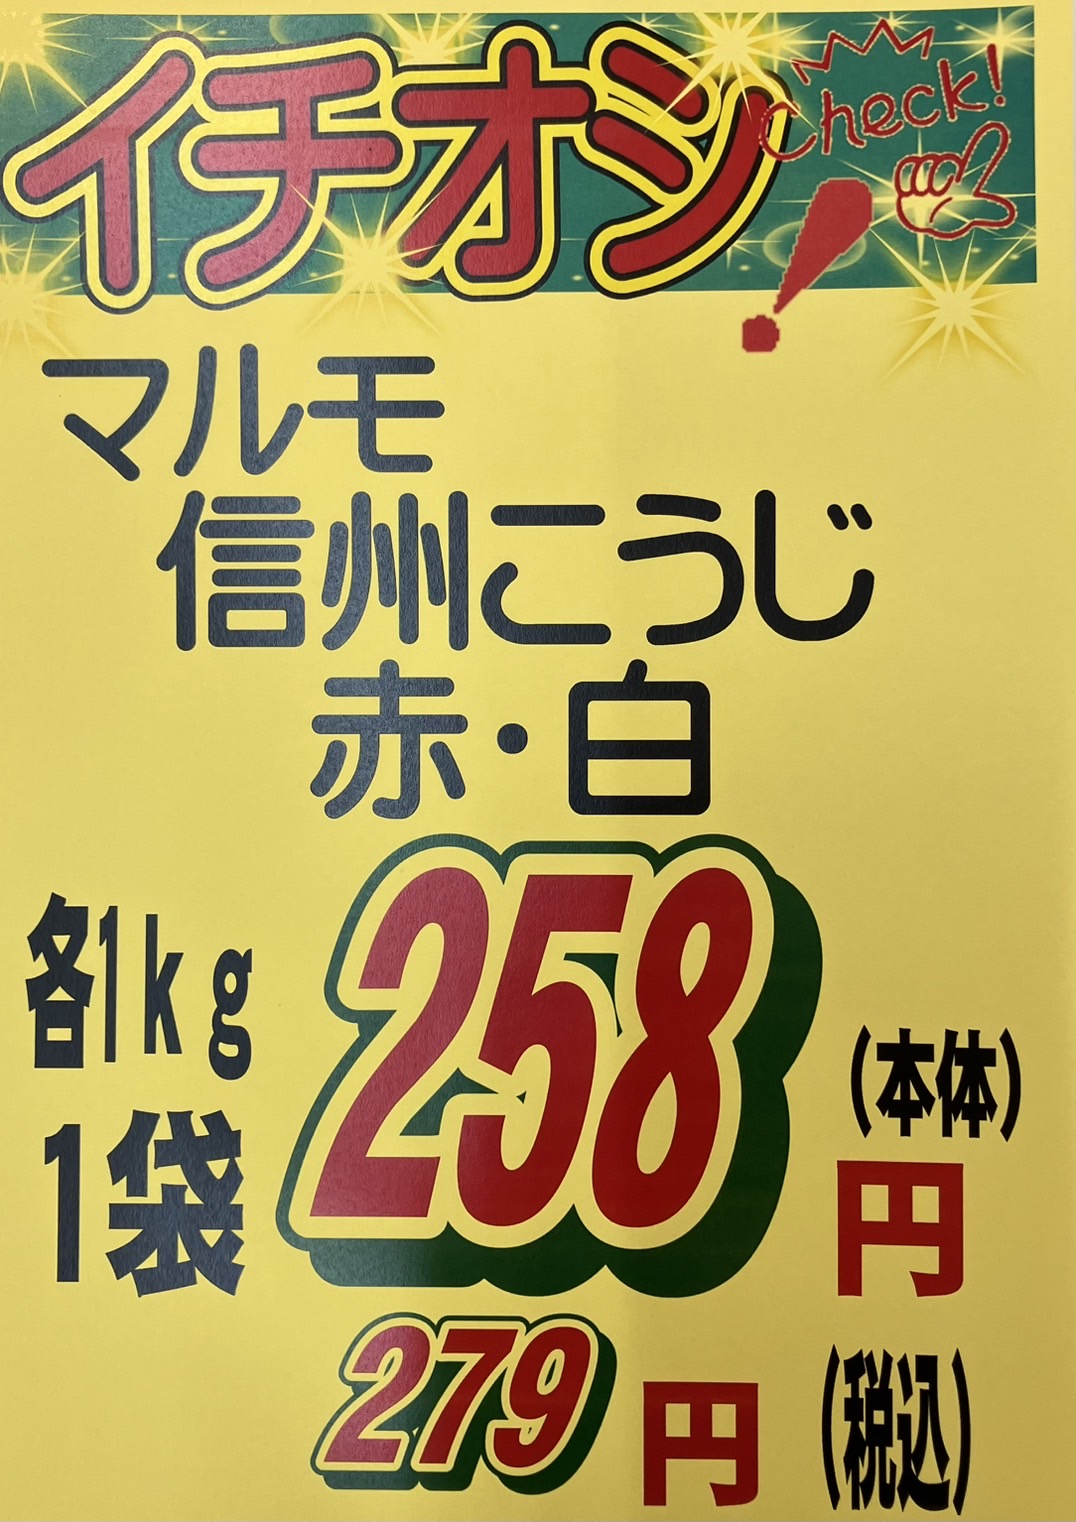 イチオシ
Check!
マルモ
信州こうじ
赤・白
各1kg
1袋
258
(本体)
円
279円(税込)